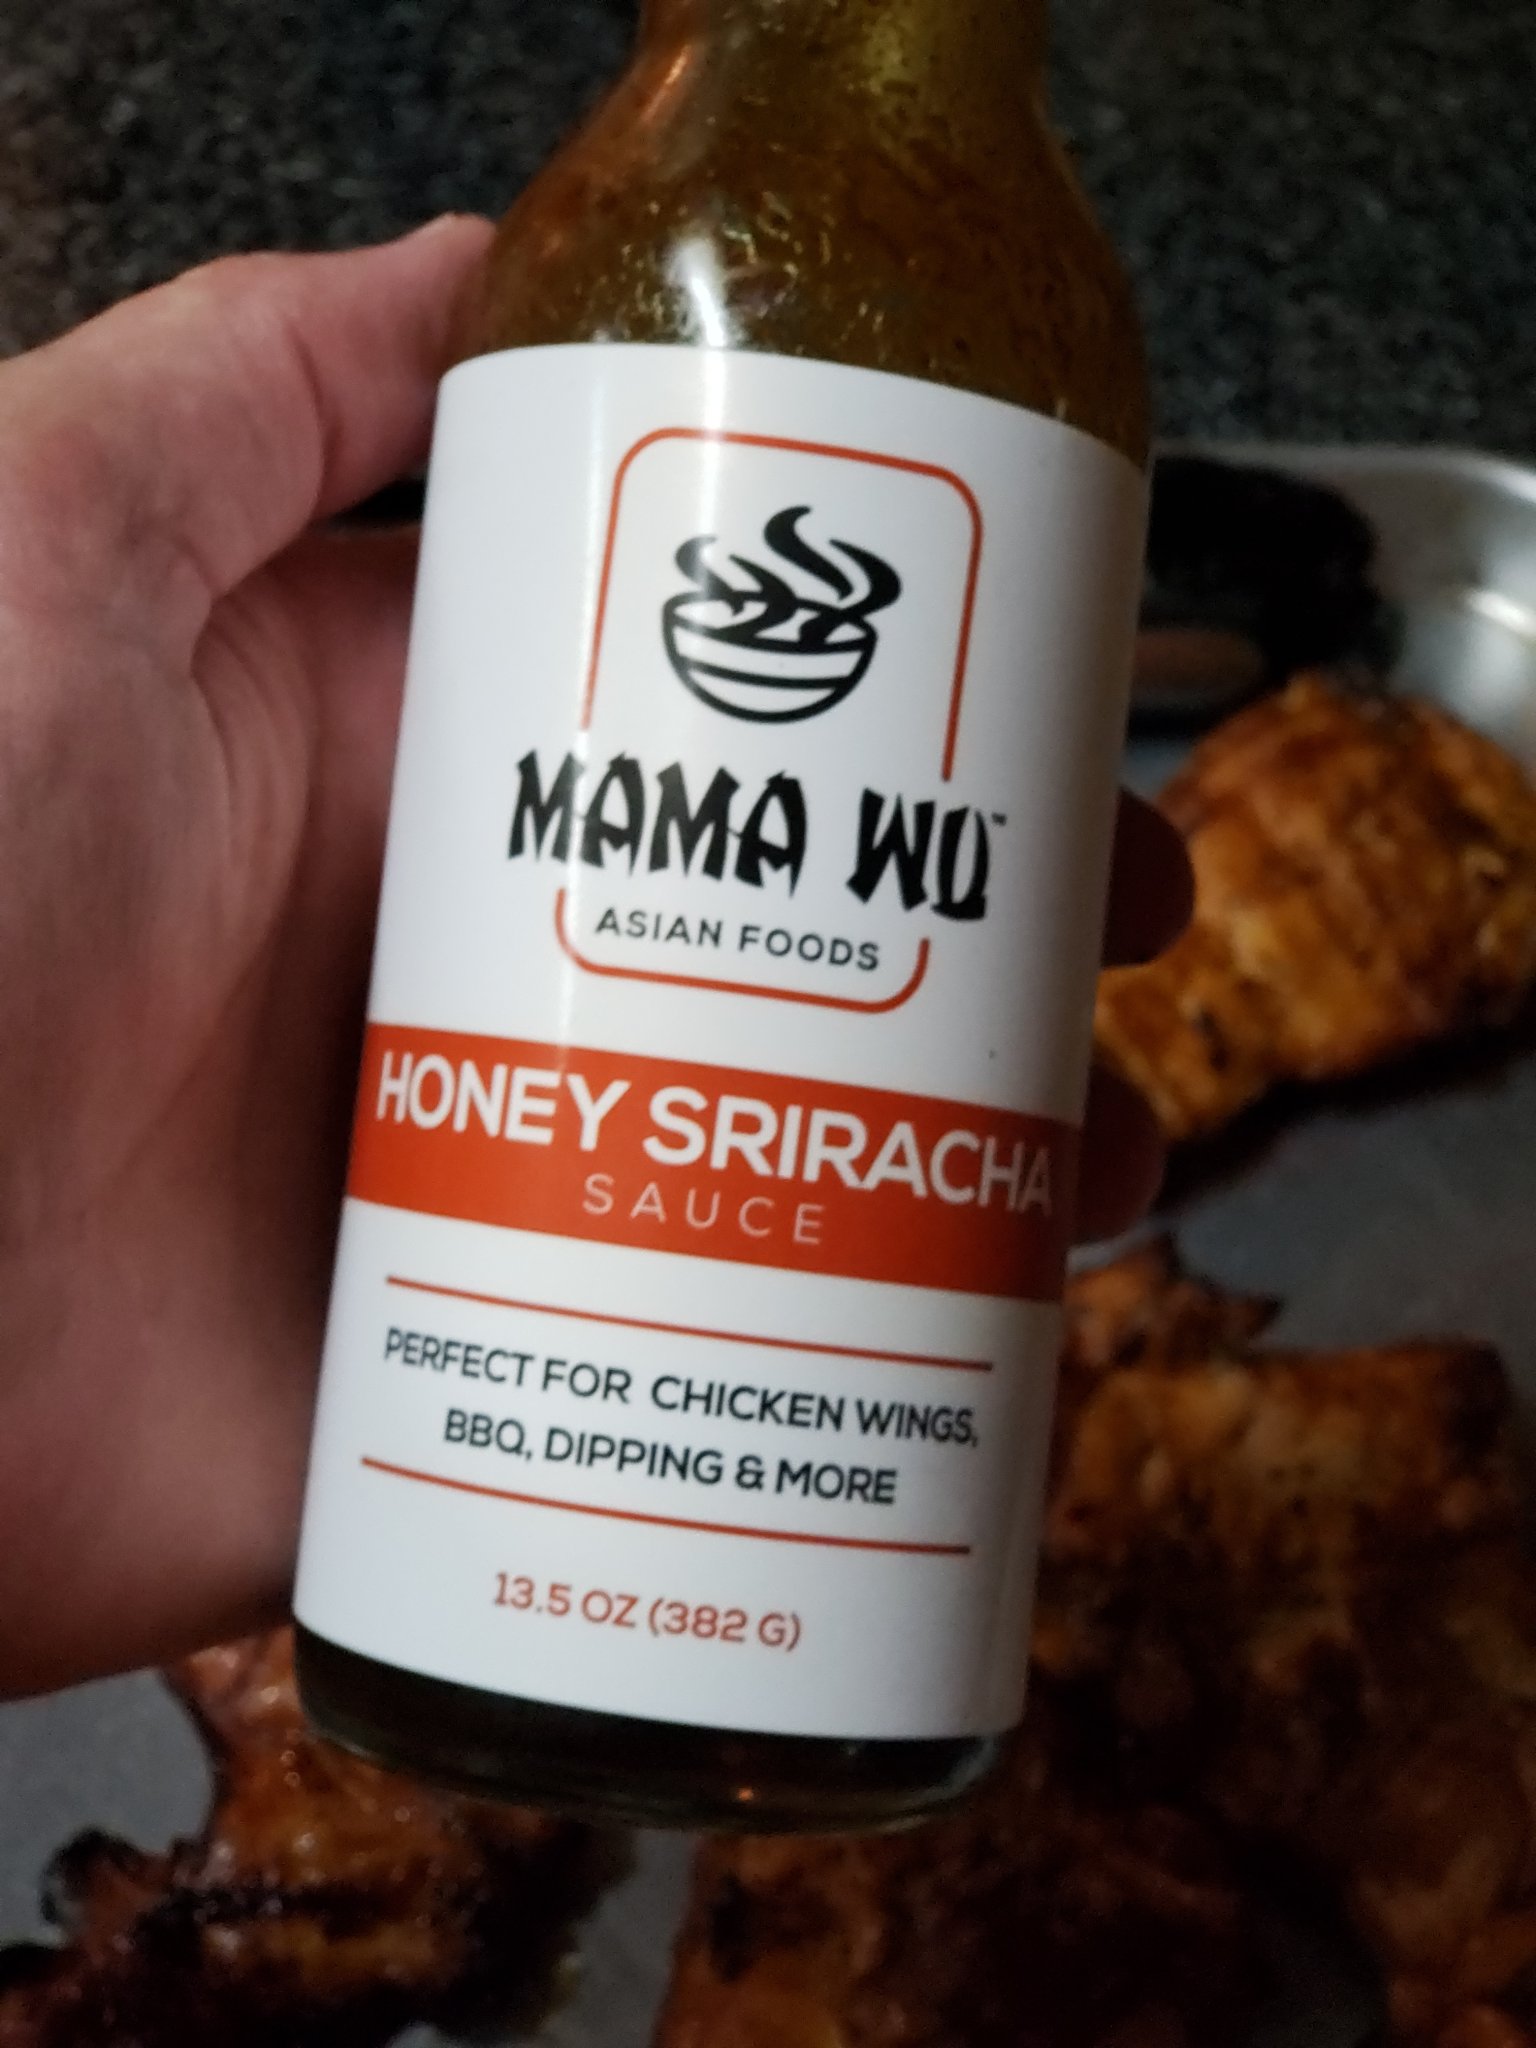 MAMA WU™
ASIAN FOODS
HONEY SRIRACHA
SAUCE
PERFECT FOR CHICKEN WINGS,
BBQ, DIPPING & MORE
13.5 OZ (382 G)